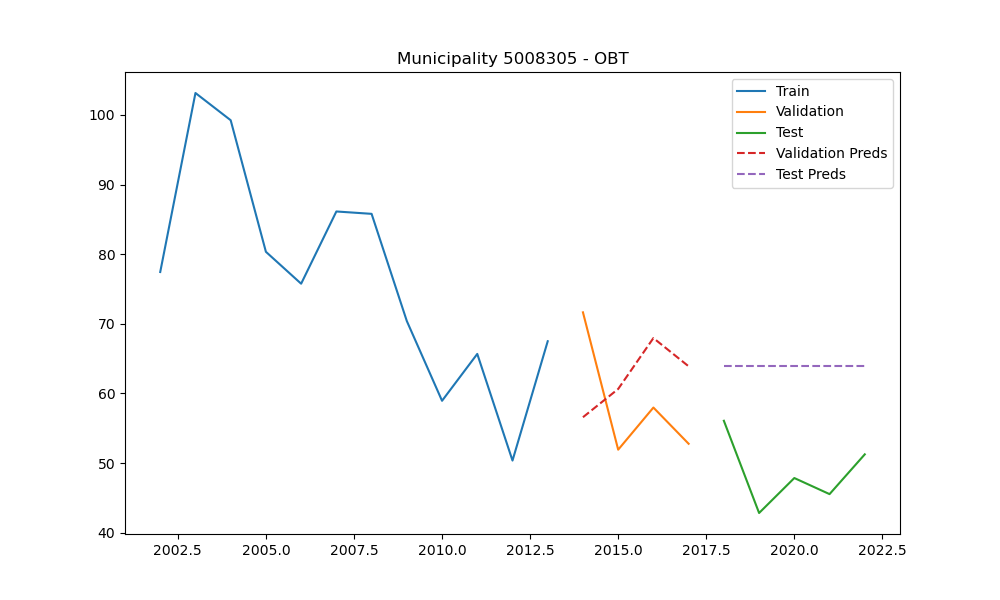 Municipality 5008305 - OBT
Train
Validation
Test
Validation Preds
Test Preds
100
90
80
70
60
50
40
2002.5 2005.0 2007.5 2010.0 2012.5 2015.0 2017.5 2020.0 2022.5